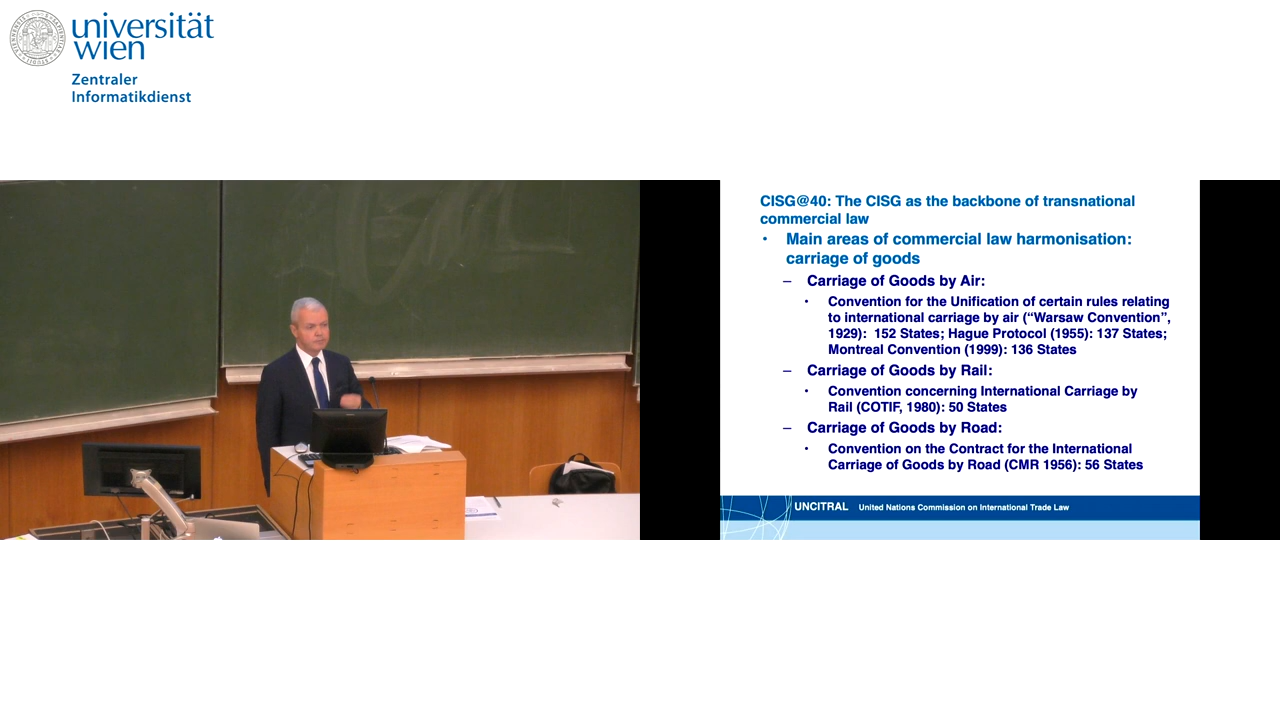 universität
wien
Zentraler
Informatikdienst
CISG@40: The CISG as the backbone of transnational
commercial law
• Main areas of commercial law harmonisation:
carriage of goods
– Carriage of Goods by Air:
• Convention for the Unification of certain rules relating
to international carriage by air (“Warsaw Convention”,
1929):  152 States; Hague Protocol (1955): 137 States;
Montreal Convention (1999): 136 States
– Carriage of Goods by Rail:
• Convention concerning International Carriage by
Rail (COTIF, 1980): 50 States
– Carriage of Goods by Road:
• Convention on the Contract for the International
Carriage of Goods by Road (CMR 1956): 56 States
UNCITRAL United Nations Commission on International Trade Law